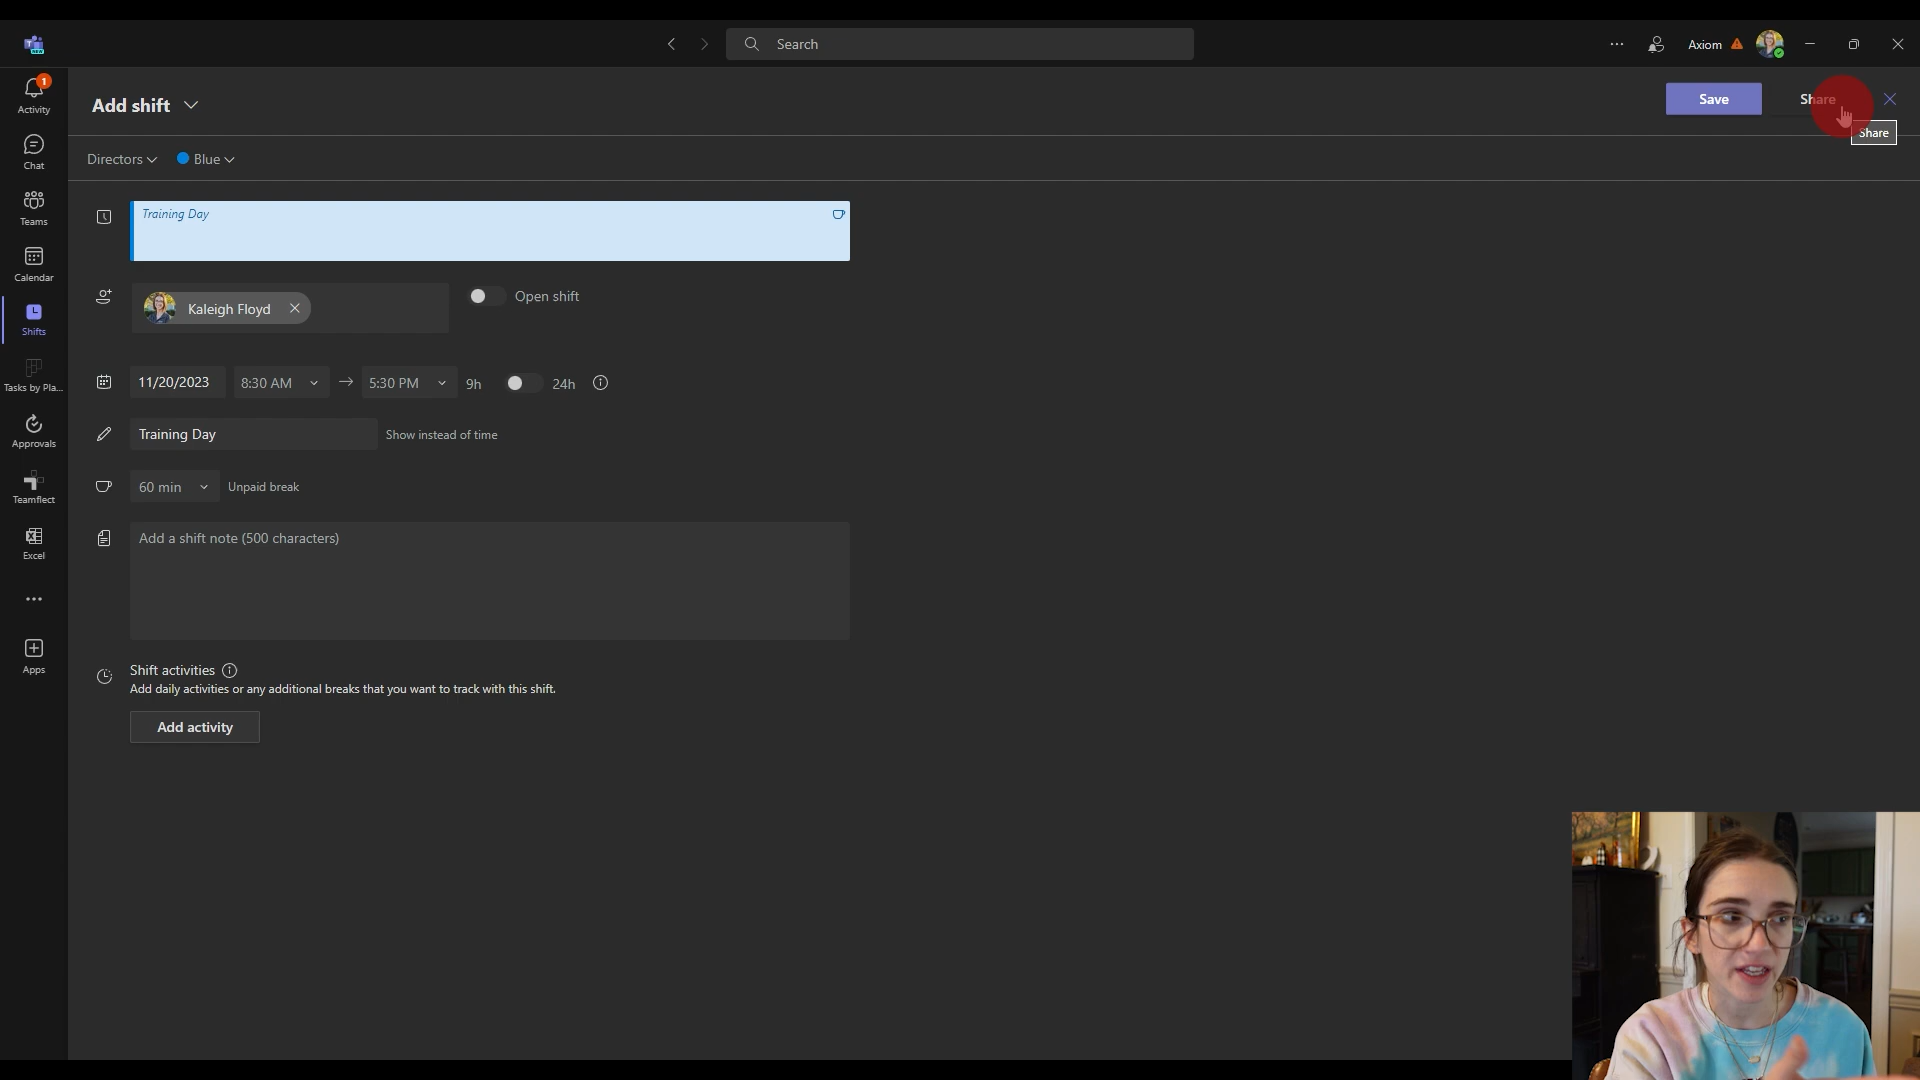 Search
Axiom
1
Activity
Chat
Teams
Calendar
Shifts
Tasks by Pla...
Approvals
Teamflect
Excel
Apps
Add shift
Save
Share
Share
Directors
Blue
Training Day
Kaleigh Floyd
Open shift
11/20/2023 8:30 AM 5:30 PM 9h 24h
Training Day Show instead of time
60 min Unpaid break
Add a shift note (500 characters)
Shift activities
Add daily activities or any additional breaks that you want to track with this shift.
Add activity